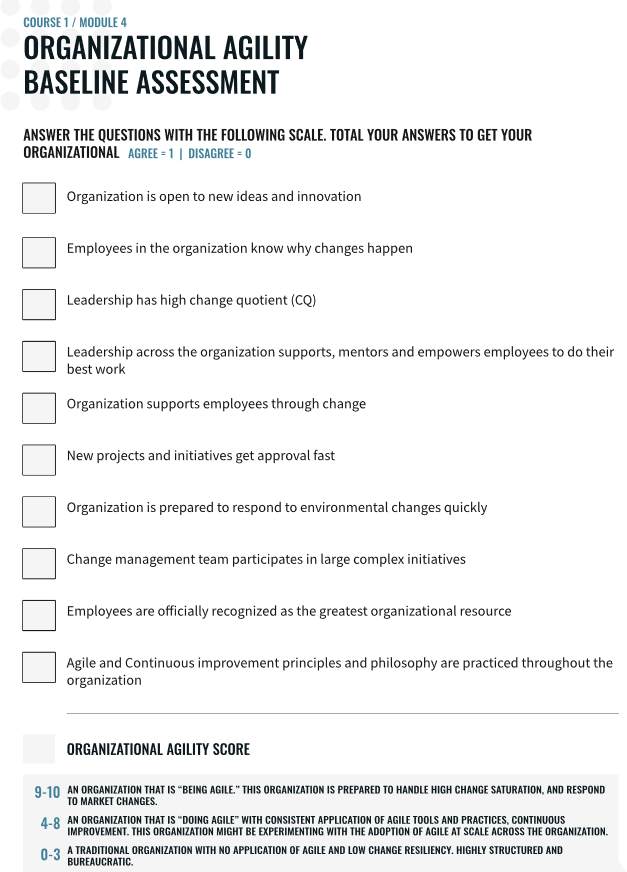 COURSE 1 / MODULE 4
ORGANIZATIONAL AGILITY
BASELINE ASSESSMENT
ANSWER THE QUESTIONS WITH THE FOLLOWING SCALE. TOTAL YOUR ANSWERS TO GET YOUR
ORGANIZATIONAL AGREE = 1 | DISAGREE = 0
Organization is open to new ideas and innovation
Employees in the organization know why changes happen
Leadership has high change quotient (CQ)
Leadership across the organization supports, mentors and empowers employees to do their
best work
Organization supports employees through change
New projects and initiatives get approval fast
Organization is prepared to respond to environmental changes quickly
Change management team participates in large complex initiatives
Employees are officially recognized as the greatest organizational resource
Agile and Continuous improvement principles and philosophy are practiced throughout the
organization
ORGANIZATIONAL AGILITY SCORE
9-10 AN ORGANIZATION THAT IS “BEING AGILE.” THIS ORGANIZATION IS PREPARED TO HANDLE HIGH CHANGE SATURATION, AND RESPOND
TO MARKET CHANGES.
4-8 AN ORGANIZATION THAT IS “DOING AGILE” WITH CONSISTENT APPLICATION OF AGILE TOOLS AND PRACTICES, CONTINUOUS
IMPROVEMENT. THIS ORGANIZATION MIGHT BE EXPERIMENTING WITH THE ADOPTION OF AGILE AT SCALE ACROSS THE ORGANIZATION.
0-3 A TRADITIONAL ORGANIZATION WITH NO APPLICATION OF AGILE AND LOW CHANGE RESILIENCY. HIGHLY STRUCTURED AND
BUREAUCRATIC.